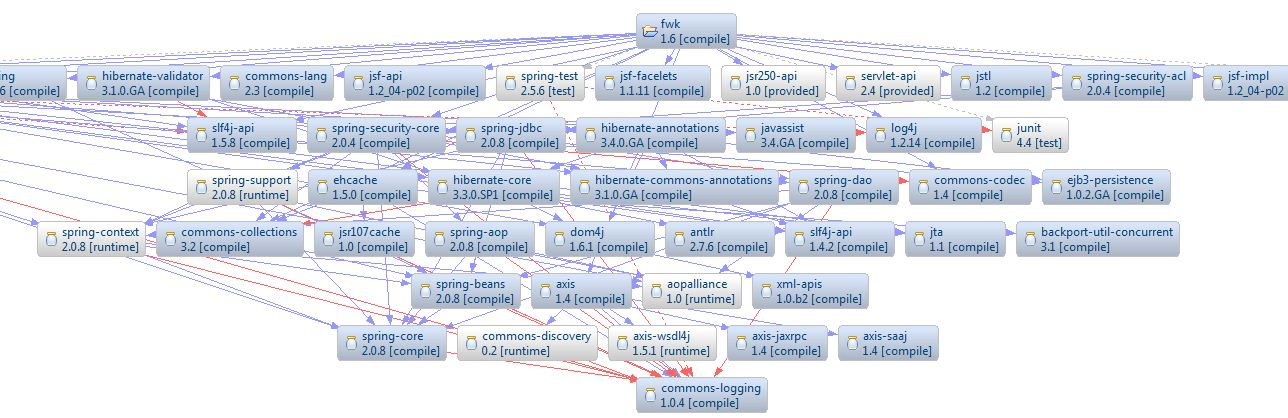 fwk
1.6 [compile]
ing
6 [compile]
hibernate-validator
3.1.0.GA [compile]
commons-lang
2.3 [compile]
jsf-api
1.2_04-p02 [compile]
spring-test
2.5.6 [test]
jsf-facelets
1.1.11 [compile]
jsr250-api
1.0 [provided]
servlet-api
2.4 [provided]
jstl
1.2 [compile]
spring-security-acl
2.0.4 [compile]
jsf-impl
1.2_04-p02
slf4j-api
1.5.8 [compile]
spring-security-core
2.0.4 [compile]
spring-jdbc
2.0.8 [compile]
hibernate-annotations
3.4.0.GA [compile]
javassist
3.4.GA [compile]
log4j
1.2.14 [compile]
junit
4.4 [test]
spring-support
2.0.8 [runtime]
ehcache
1.5.0 [compile]
hibernate-core
3.3.0.SP1 [compile]
hibernate-commons-annotations
3.1.0.GA [compile]
spring-dao
2.0.8 [compile]
commons-codec
1.4 [compile]
ejb3-persistence
1.0.2.GA [compile]
spring-context
2.0.8 [runtime]
commons-collections
3.2 [compile]
jsr107cache
1.0 [compile]
spring-aop
2.0.8 [compile]
dom4j
1.6.1 [compile]
antlr
2.7.6 [compile]
slf4j-api
1.4.2 [compile]
jta
1.1 [compile]
backport-util-concurrent
3.1 [compile]
spring-beans
2.0.8 [compile]
axis
1.4 [compile]
aopalliance
1.0 [runtime]
xml-apis
1.0.b2 [compile]
spring-core
2.0.8 [compile]
commons-discovery
0.2 [runtime]
axis-wsdl4j
1.5.1 [runtime]
axis-jaxrpc
1.4 [compile]
axis-saaj
1.4 [compile]
commons-logging
1.0.4 [compile]